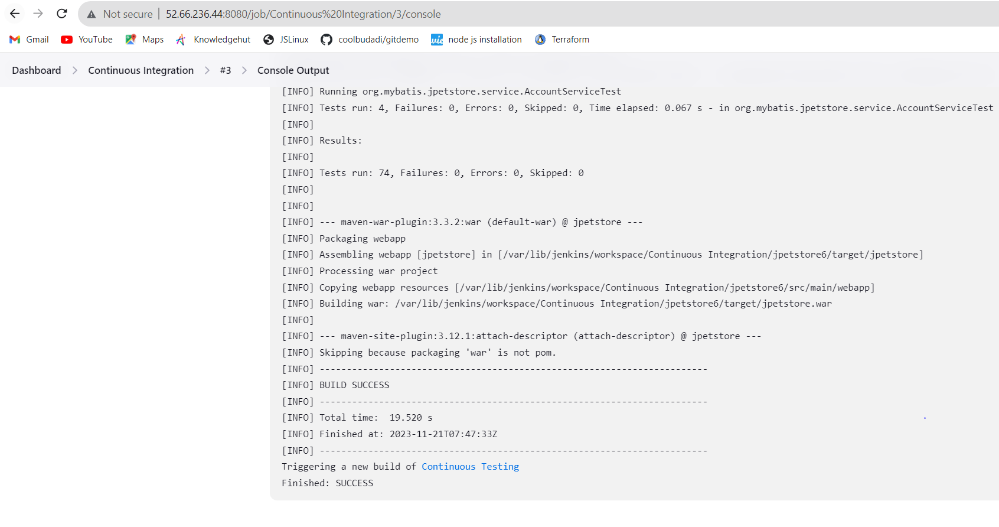 Not secure | 52.66.236.44:8080/job/Continuous%20Integration/3/console
Gmail YouTube Maps Knowledgehut JSLinux coolbudadi/gitdemo node js installation Terraform
Dashboard Continuous Integration #3 Console Output
[INFO] Running org.mybatis.jpetstore.service.AccountServiceTest
[INFO] Tests run: 4, Failures: 0, Errors: 0, Skipped: 0, Time elapsed: 0.067 s - in org.mybatis.jpetstore.service.AccountServiceTest
[INFO]
[INFO] Results:
[INFO]
[INFO] Tests run: 74, Failures: 0, Errors: 0, Skipped: 0
[INFO]
[INFO]
[INFO] --- maven-war-plugin:3.3.2:war (default-war) @ jpetstore ---
[INFO] Packaging webapp
[INFO] Assembling webapp [jpetstore] in [/var/lib/jenkins/workspace/Continuous Integration/jpetstore6/target/jpetstore]
[INFO] Processing war project
[INFO] Copying webapp resources [/var/lib/jenkins/workspace/Continuous Integration/jpetstore6/src/main/webapp]
[INFO] Building war: /var/lib/jenkins/workspace/Continuous Integration/jpetstore6/target/jpetstore.war
[INFO]
[INFO] --- maven-site-plugin:3.12.1:attach-descriptor (attach-descriptor) @ jpetstore ---
[INFO] Skipping because packaging 'war' is not pom.
[INFO] ------------------------------------------------------------------------
[INFO] BUILD SUCCESS
[INFO] ------------------------------------------------------------------------
[INFO] Total time:  19.520 s
[INFO] Finished at: 2023-11-21T07:47:33Z
[INFO] ------------------------------------------------------------------------
Triggering a new build of Continuous Testing
Finished: SUCCESS